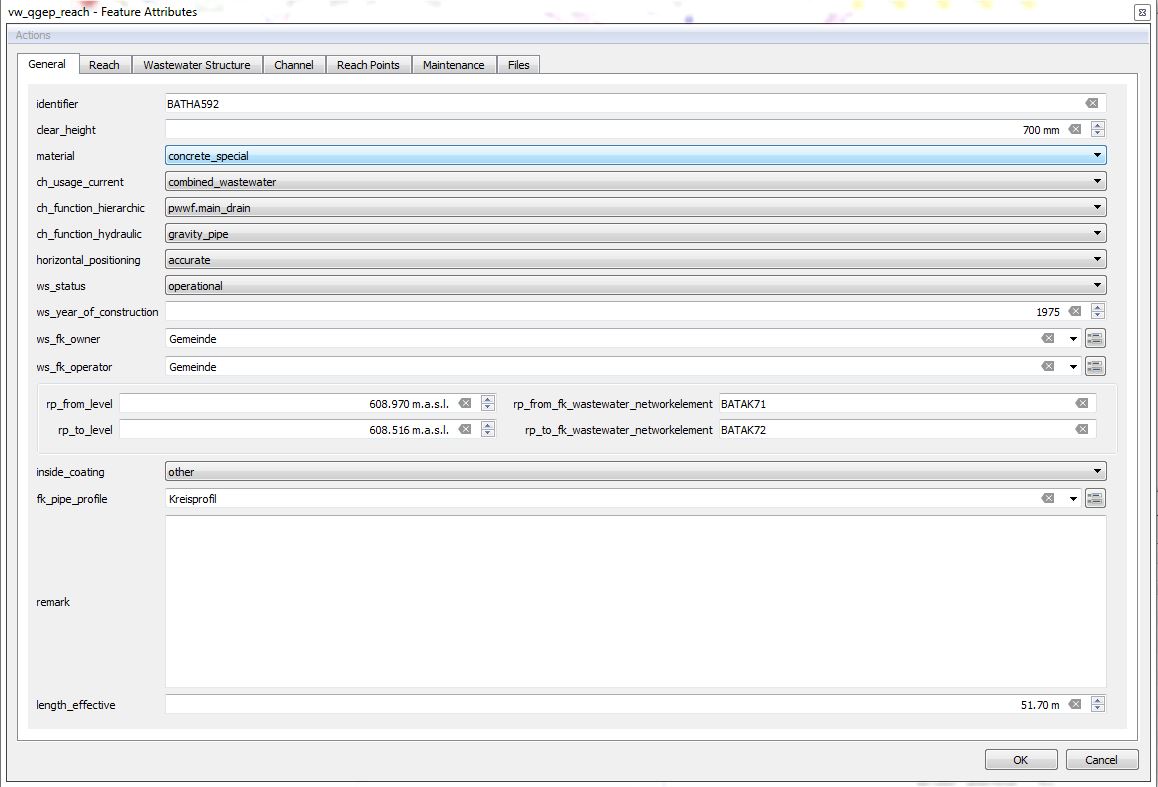 vw_qgep_reach - Feature Attributes
Actions
General Reach Wastewater Structure Channel Reach Points Maintenance Files
identifier BATHA592
clear_height 700 mm
material concrete_special
ch_usage_current combined_wastewater
ch_function_hierarchic pwwf.main_drain
ch_function_hydraulic gravity_pipe
horizontal_positioning accurate
ws_status operational
ws_year_of_construction 1975
ws_fk_owner Gemeinde
ws_fk_operator Gemeinde
rp_from_level 608.970 m.a.s.l. rp_from_fk_wastewater_networkelement BATAK71
rp_to_level 608.516 m.a.s.l. rp_to_fk_wastewater_networkelement BATAK72
inside_coating other
fk_pipe_profile Kreisprofil
remark
length_effective 51.70 m
OK Cancel